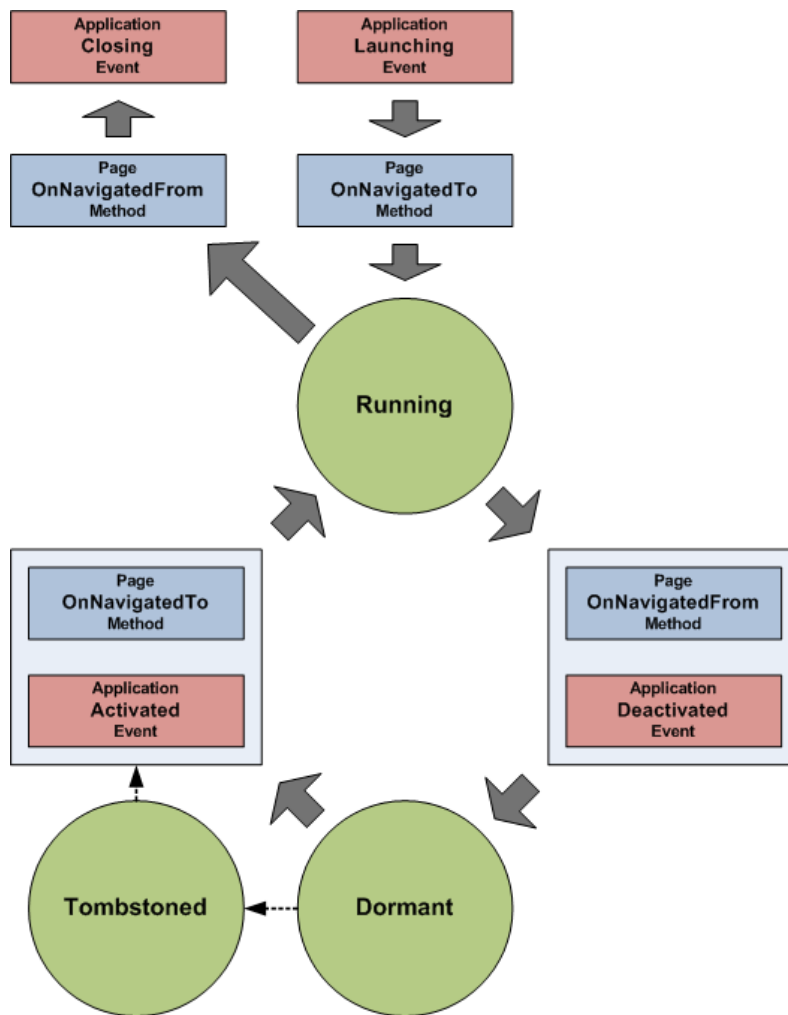 Application
Closing
Event
Application
Launching
Event
Page
OnNavigatedFrom
Method
Page
OnNavigatedTo
Method
Running
Page
OnNavigatedTo
Method
Application
Activated
Event
Page
OnNavigatedFrom
Method
Application
Deactivated
Event
Tombstoned
Dormant